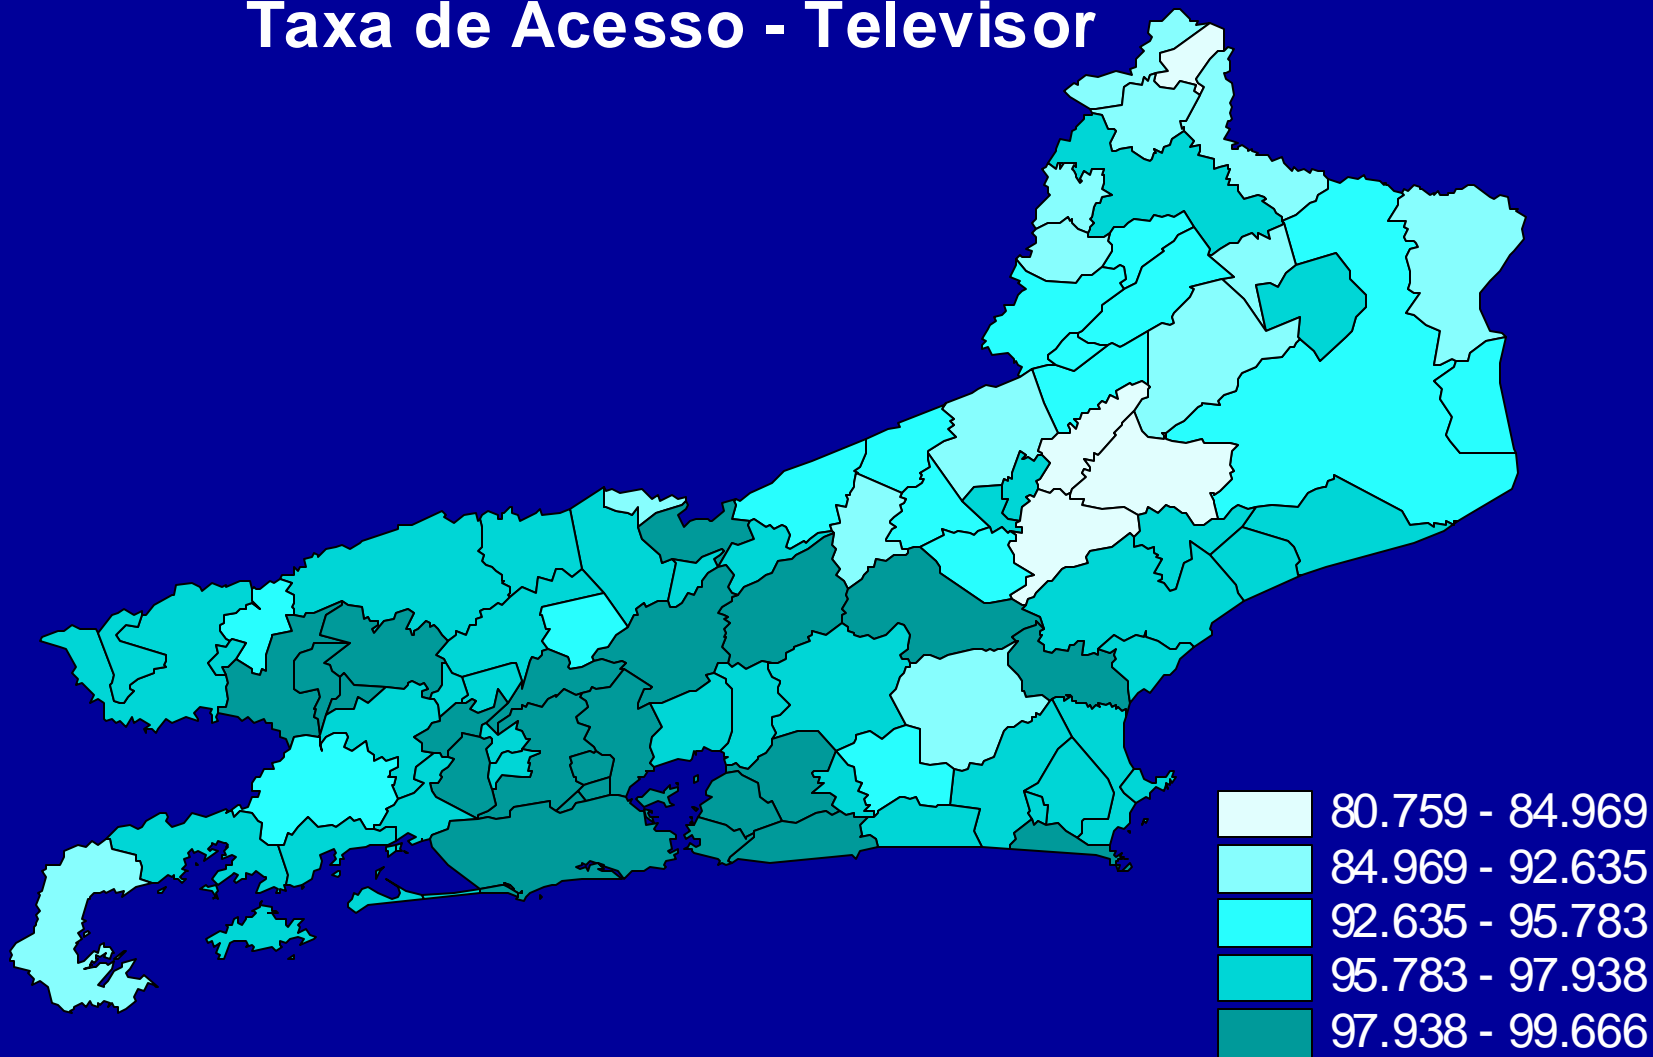 Taxa de Acesso - Televisor
80.759 - 84.969
84.969 - 92.635
92.635 - 95.783
95.783 - 97.938
97.938 - 99.666